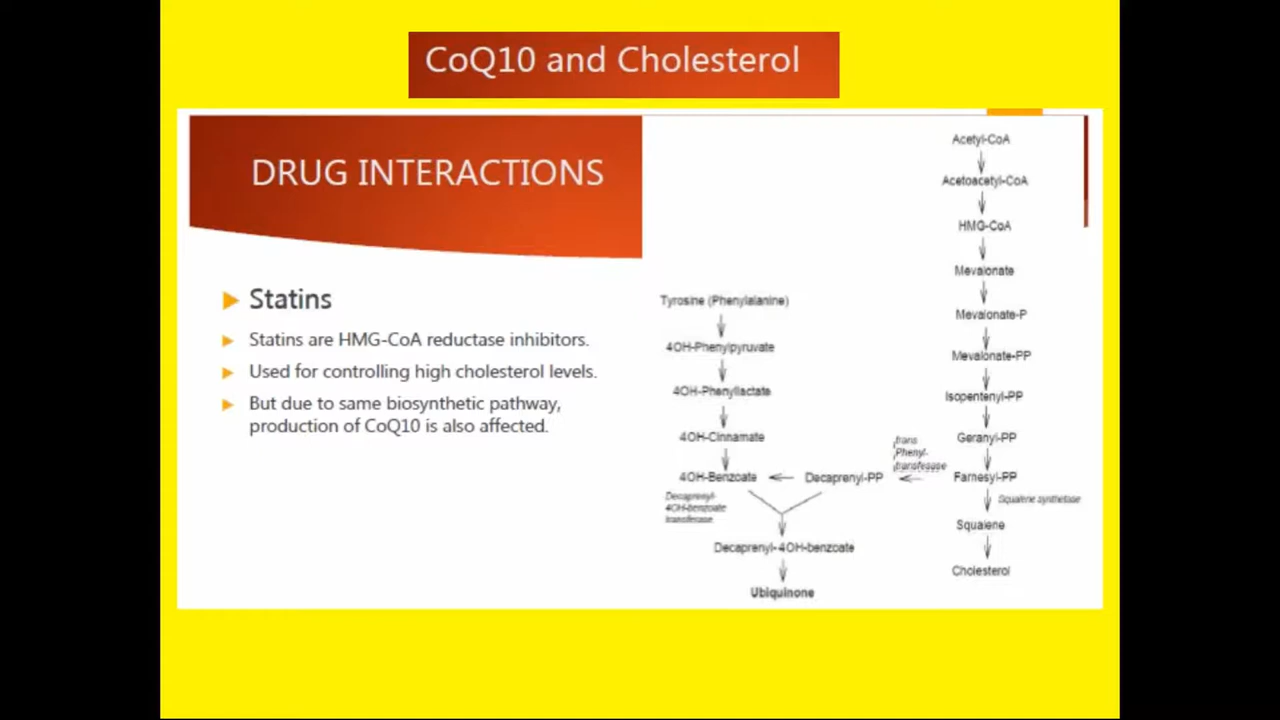 CoQ10 and Cholesterol
DRUG INTERACTIONS
Statins
Statins are HMG-CoA reductase inhibitors.
Used for controlling high cholesterol levels.
But due to same biosynthetic pathway,
production of CoQ10 is also affected.
Acetyl-CoA
Acetoacetyl-CoA
HMG-CoA
Mevalonate
Mevalonate-P
Mevalonate-PP
Isopentenyl-PP
Geranyl-PP
Farnesyl-PP
Squalene synthetase
Squalene
Cholesterol
trans
Phenyl-
transfesase
Decaprenyl-PP
Tyrosine (Phenylalanine)
4OH-Phenylpyruvate
4OH-Phenyllactate
4OH-Cinnamate
4OH-Benzoate
Decaprenyl-
4OH-benzoate
transferase
Decaprenyl-4OH-benzoate
Ubiquinone